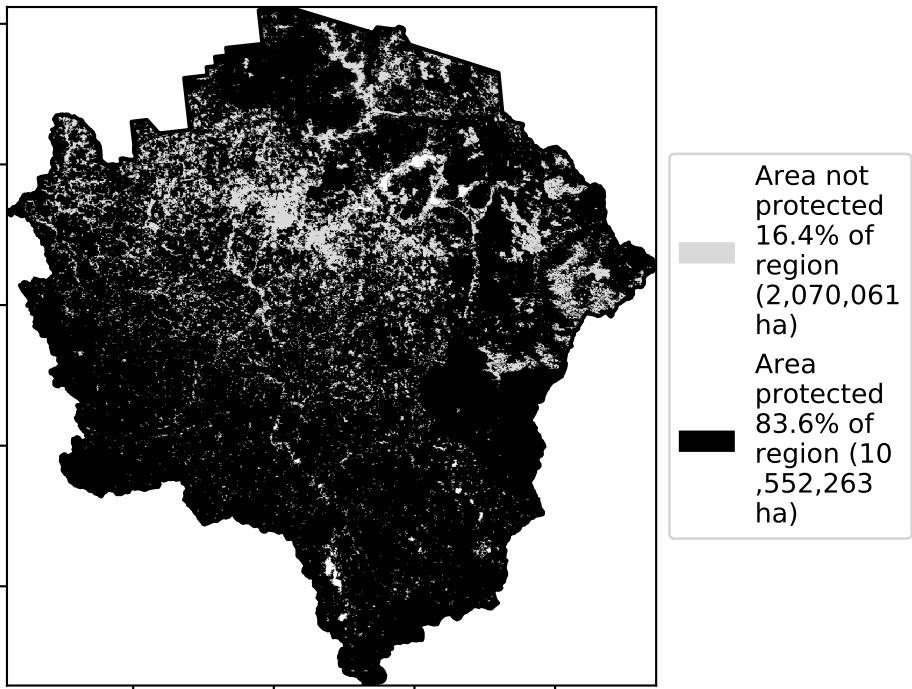 Area not
protected
16.4% of
region
(2,070,061
ha)
Area
protected
83.6% of
region (10
,552,263
ha)